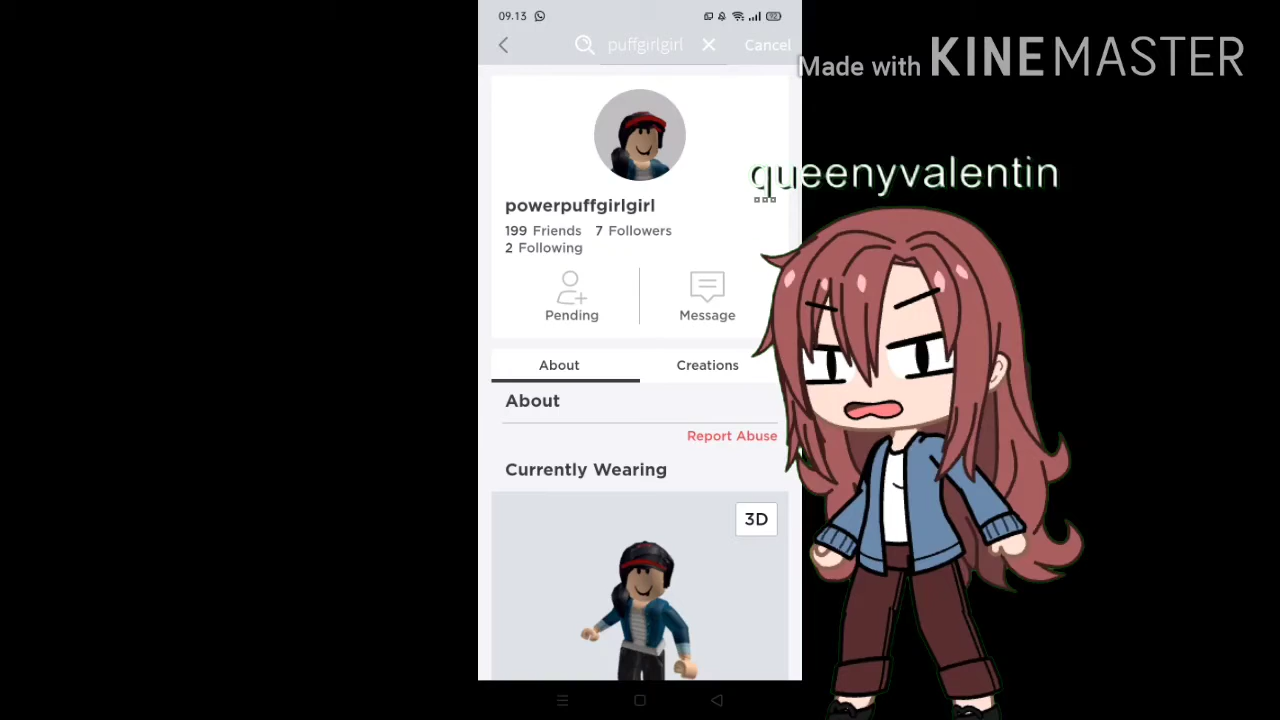 09.13
puffgirlgirl Cancel
Made with KINEMASTER
queenyvalentin
powerpuffgirlgirl
199 Friends 7 Followers
2 Following
Pending Message
About Creations
About
Report Abuse
Currently Wearing
3D